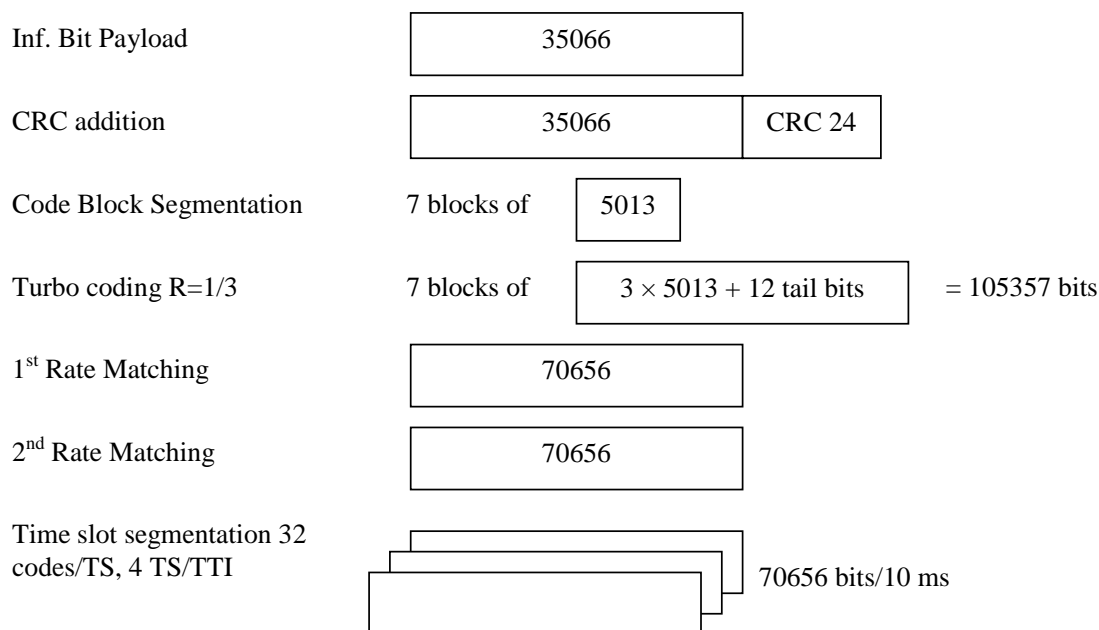 Inf. Bit Payload 35066
CRC addition 35066 CRC 24
Code Block Segmentation 7 blocks of 5013
Turbo coding R=1/3 7 blocks of 3 × 5013 + 12 tail bits = 105357 bits
1st Rate Matching 70656
2nd Rate Matching 70656
Time slot segmentation 32
codes/TS, 4 TS/TTI
70656 bits/10 ms